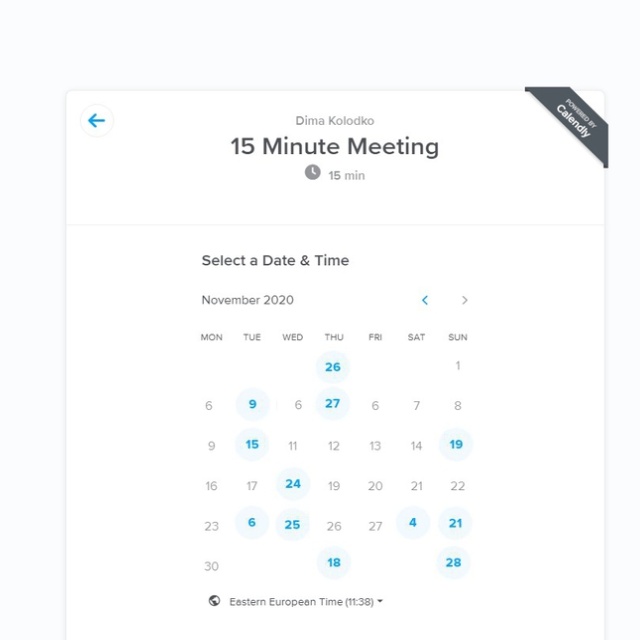 POWERED BY
Calendly
Dima Kolodko
15 Minute Meeting
15 min
Select a Date & Time
November 2020
MON TUE WED THU FRI SAT SUN
26 1
6 9 6 27 6 7 8
9 15 11 12 13 14 19
16 17 24 19 20 21 22
23 6 25 26 27 4 21
30 18 28
Eastern European Time (11:38)